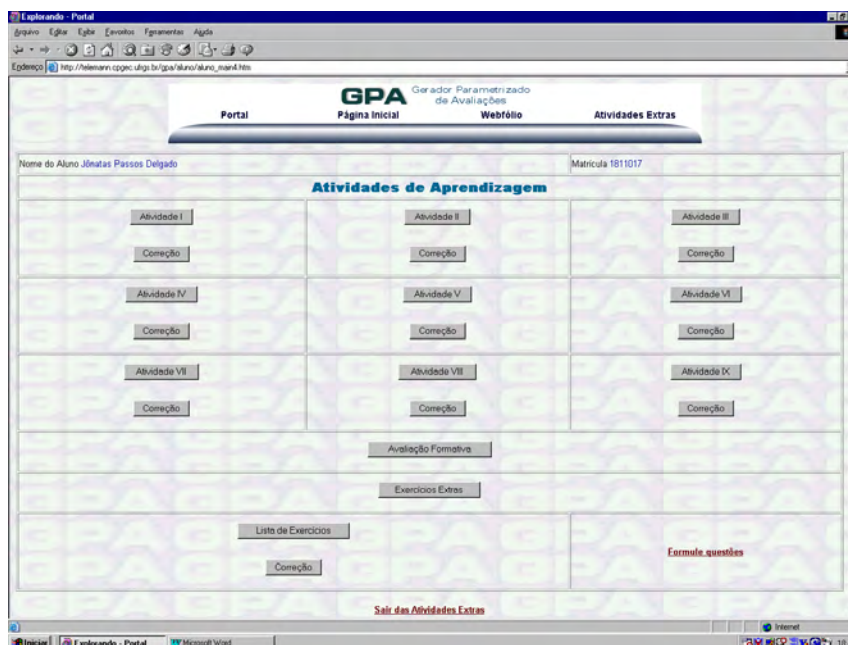 Explorando - Portal
Arquivo Editar Exibir Favoritos Ferramentas Ajuda
Endereço http://telemann.cpgec.ufrgs.br/gpa/aluno/aluno_main4.htm
GPA Gerador Parametrizado
de Avaliações
Portal Página Inicial Webfólio Atividades Extras
Nome do Aluno Jônatas Passos Delgado Matrícula 1811017
Atividades de Aprendizagem
Atividade I Atividade II Atividade III
Correção Correção Correção
Atividade IV Atividade V Atividade VI
Correção Correção Correção
Atividade VII Atividade VIII Atividade IX
Correção Correção Correção
Avaliação Formativa
Exercícios Extras
Lista de Exercícios
Formule questões
Correção
Sair das Atividades Extras
Internet
Iniciar Explorando - Portal Microsoft Word